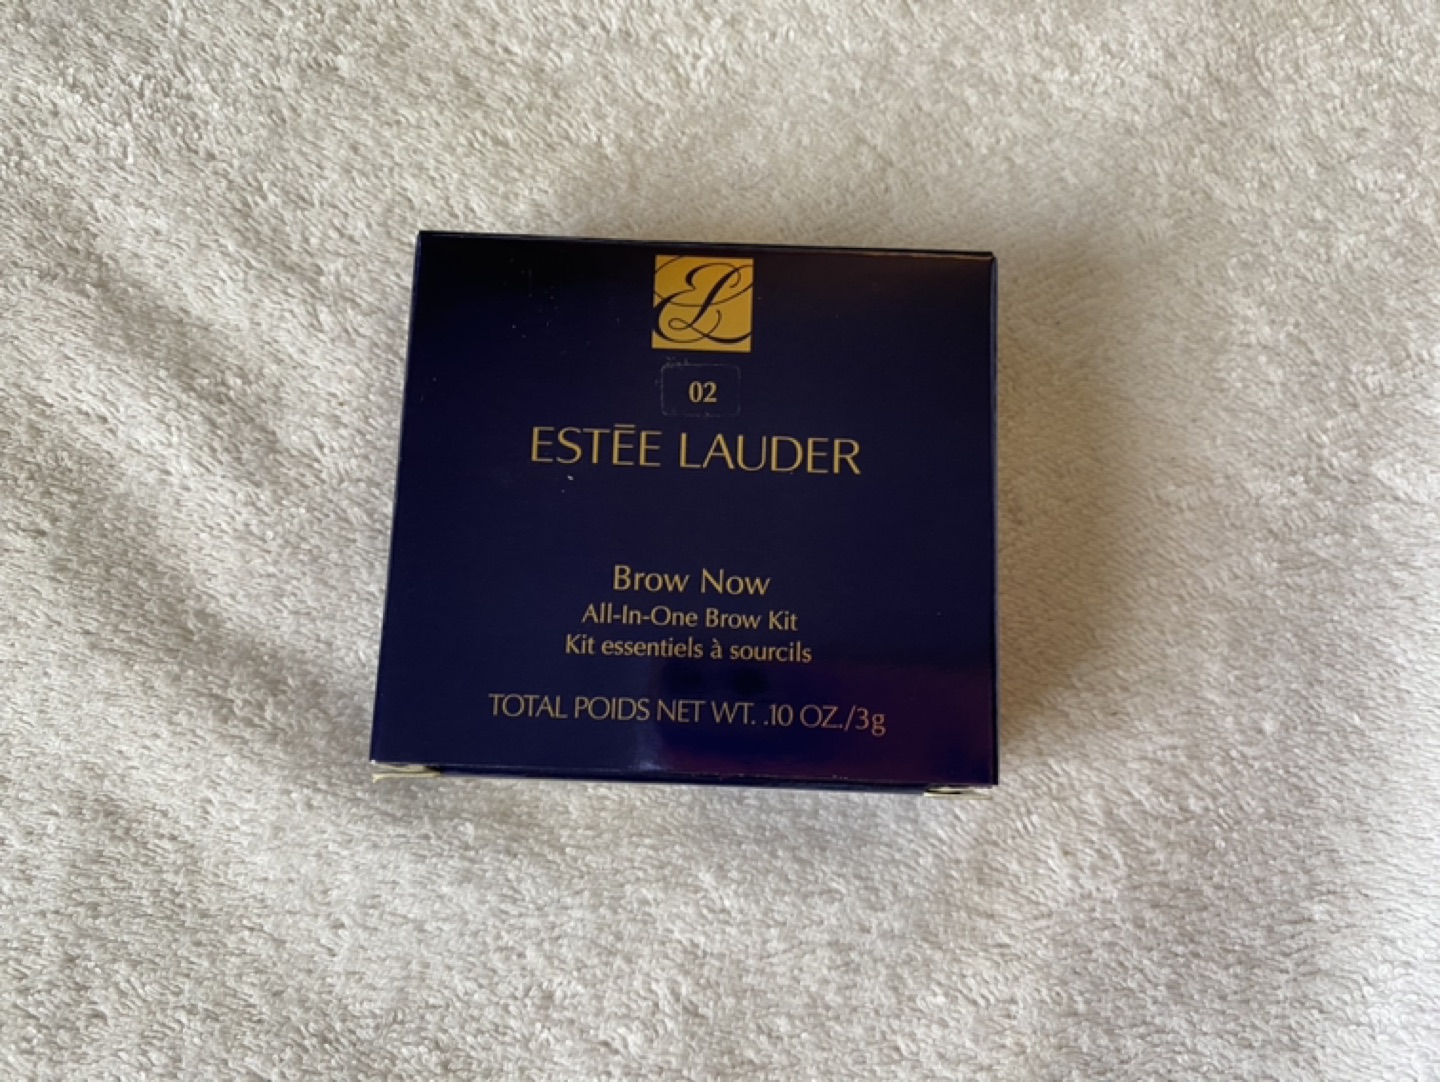 EL
02
ESTĒE LAUDER
Brow Now
All-In-One Brow Kit
Kit essentiels à sourcils
TOTAL POIDS NET WT. .10 OZ./3g